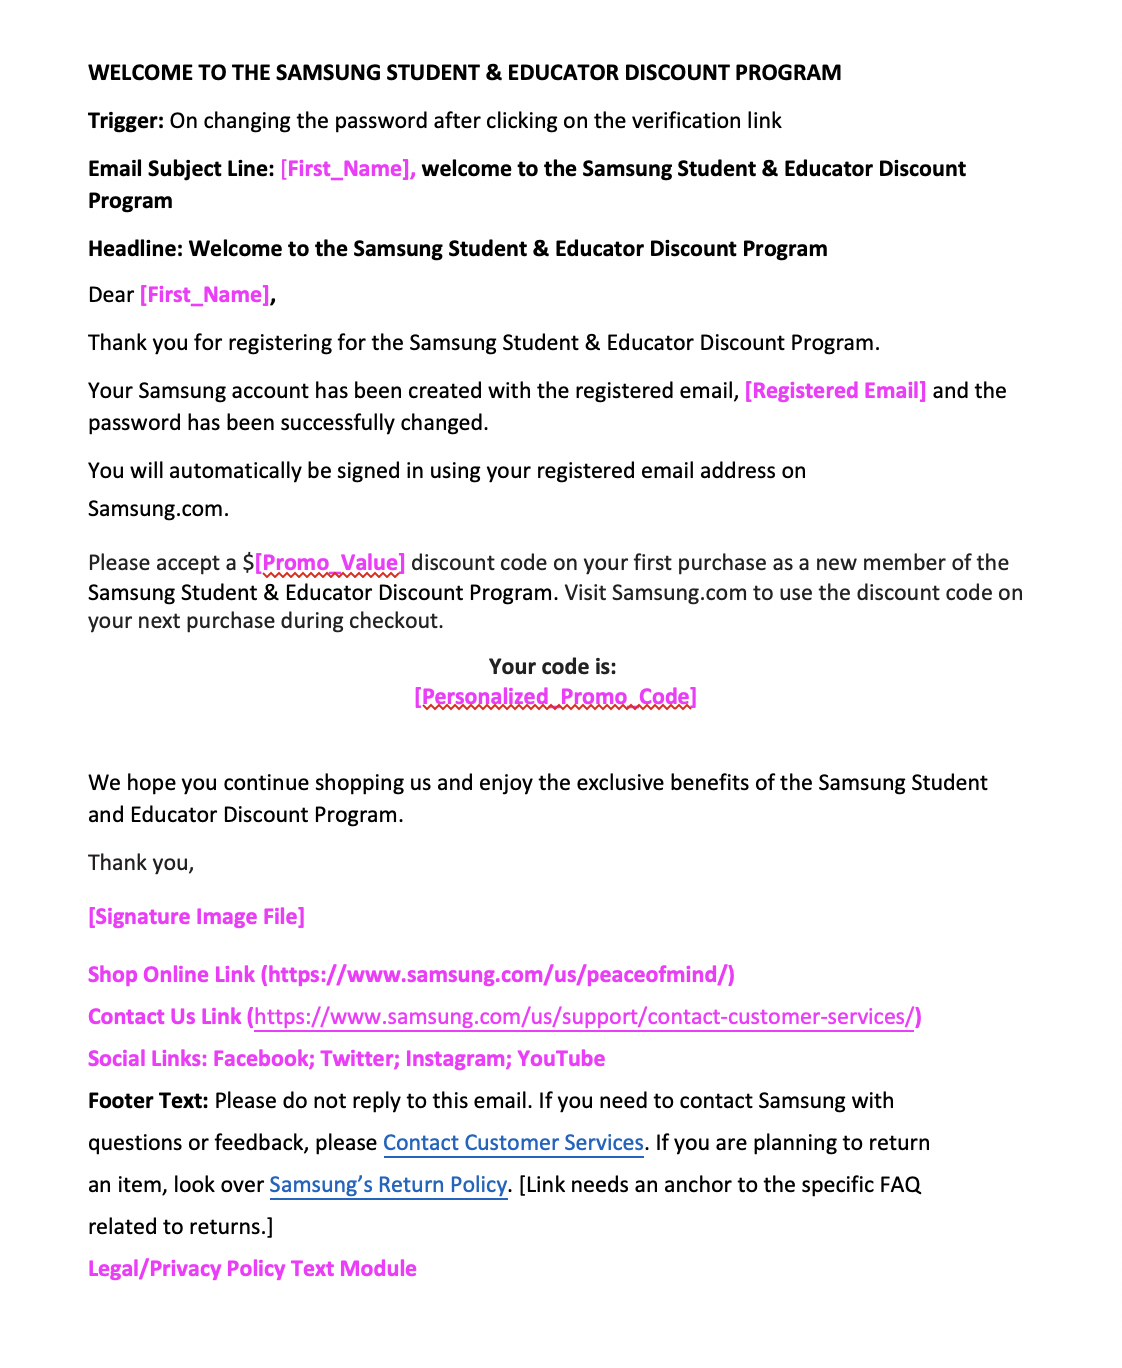 WELCOME TO THE SAMSUNG STUDENT & EDUCATOR DISCOUNT PROGRAM
Trigger: On changing the password after clicking on the verification link
Email Subject Line: [First_Name], welcome to the Samsung Student & Educator Discount
Program
Headline: Welcome to the Samsung Student & Educator Discount Program
Dear [First_Name],
Thank you for registering for the Samsung Student & Educator Discount Program.
Your Samsung account has been created with the registered email, [Registered Email] and the
password has been successfully changed.
You will automatically be signed in using your registered email address on
Samsung.com.
Please accept a $[Promo_Value] discount code on your first purchase as a new member of the
Samsung Student & Educator Discount Program. Visit Samsung.com to use the discount code on
your next purchase during checkout.
Your code is:
[Personalized_Promo_Code]
We hope you continue shopping us and enjoy the exclusive benefits of the Samsung Student
and Educator Discount Program.
Thank you,
[Signature Image File]
Shop Online Link (https://www.samsung.com/us/peaceofmind/)
Contact Us Link (https://www.samsung.com/us/support/contact-customer-services/)
Social Links: Facebook; Twitter; Instagram; YouTube
Footer Text: Please do not reply to this email. If you need to contact Samsung with
questions or feedback, please Contact Customer Services. If you are planning to return
an item, look over Samsung’s Return Policy. [Link needs an anchor to the specific FAQ
related to returns.]
Legal/Privacy Policy Text Module